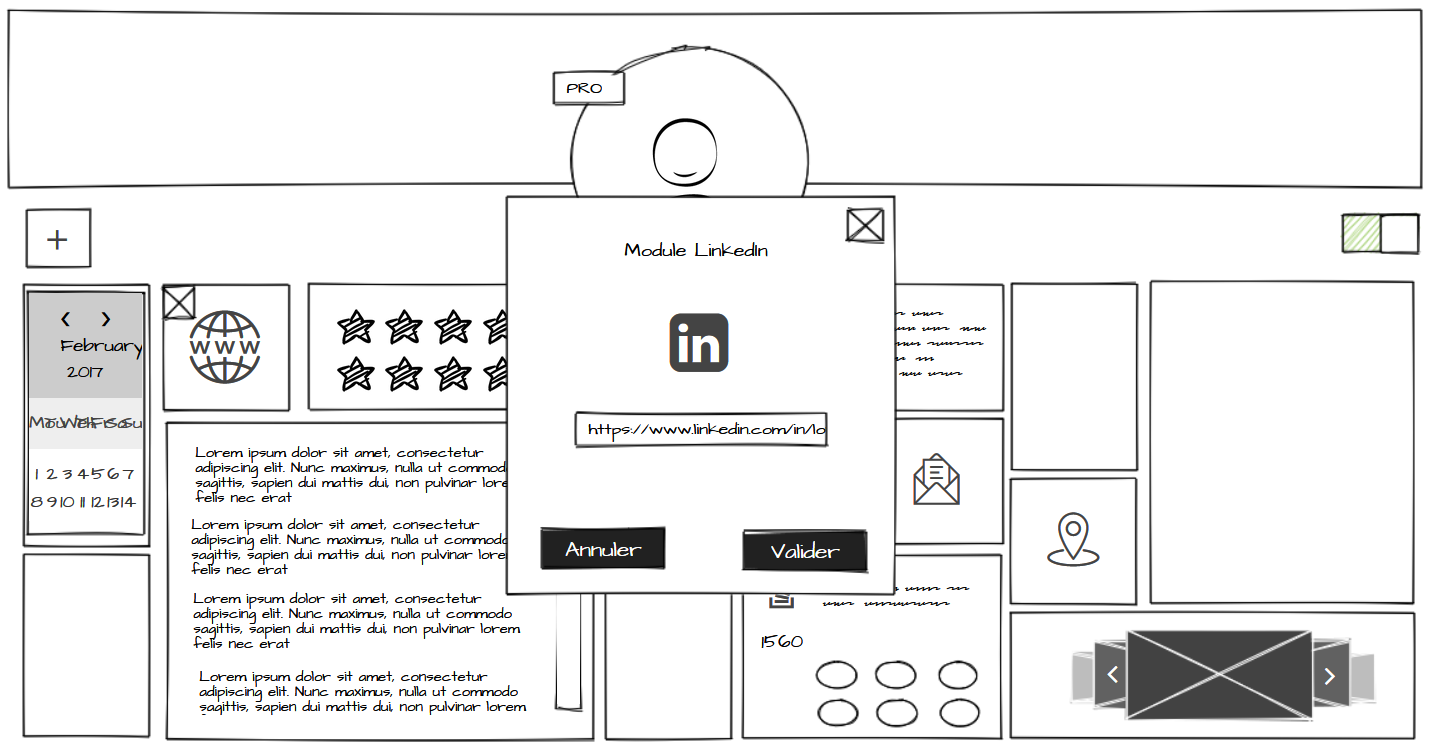 PRO
Module LinkedIn
in
https://www.linkedin.com/in/lo
Annuler
Valider
+
February
2017
1 2 3 4 5 6 7
8 9 10 11 12 13 14
WWW
Lorem ipsum dolor sit amet, consectetur
adipiscing elit. Nunc maximus, nulla ut commod
sagittis, sapien dui mattis dui, non pulvinar lore
felis nec erat
Lorem ipsum dolor sit amet, consectetur
adipiscing elit. Nunc maximus, nulla ut commod
sagittis, sapien dui mattis dui, non pulvinar lore
felis nec erat
Lorem ipsum dolor sit amet, consectetur
adipiscing elit. Nunc maximus, nulla ut commodo
sagittis, sapien dui mattis dui, non pulvinar lorem
felis nec erat
Lorem ipsum dolor sit amet, consectetur
adipiscing elit. Nunc maximus, nulla ut commodo
sagittis, sapien dui mattis dui, non pulvinar lorem
1560